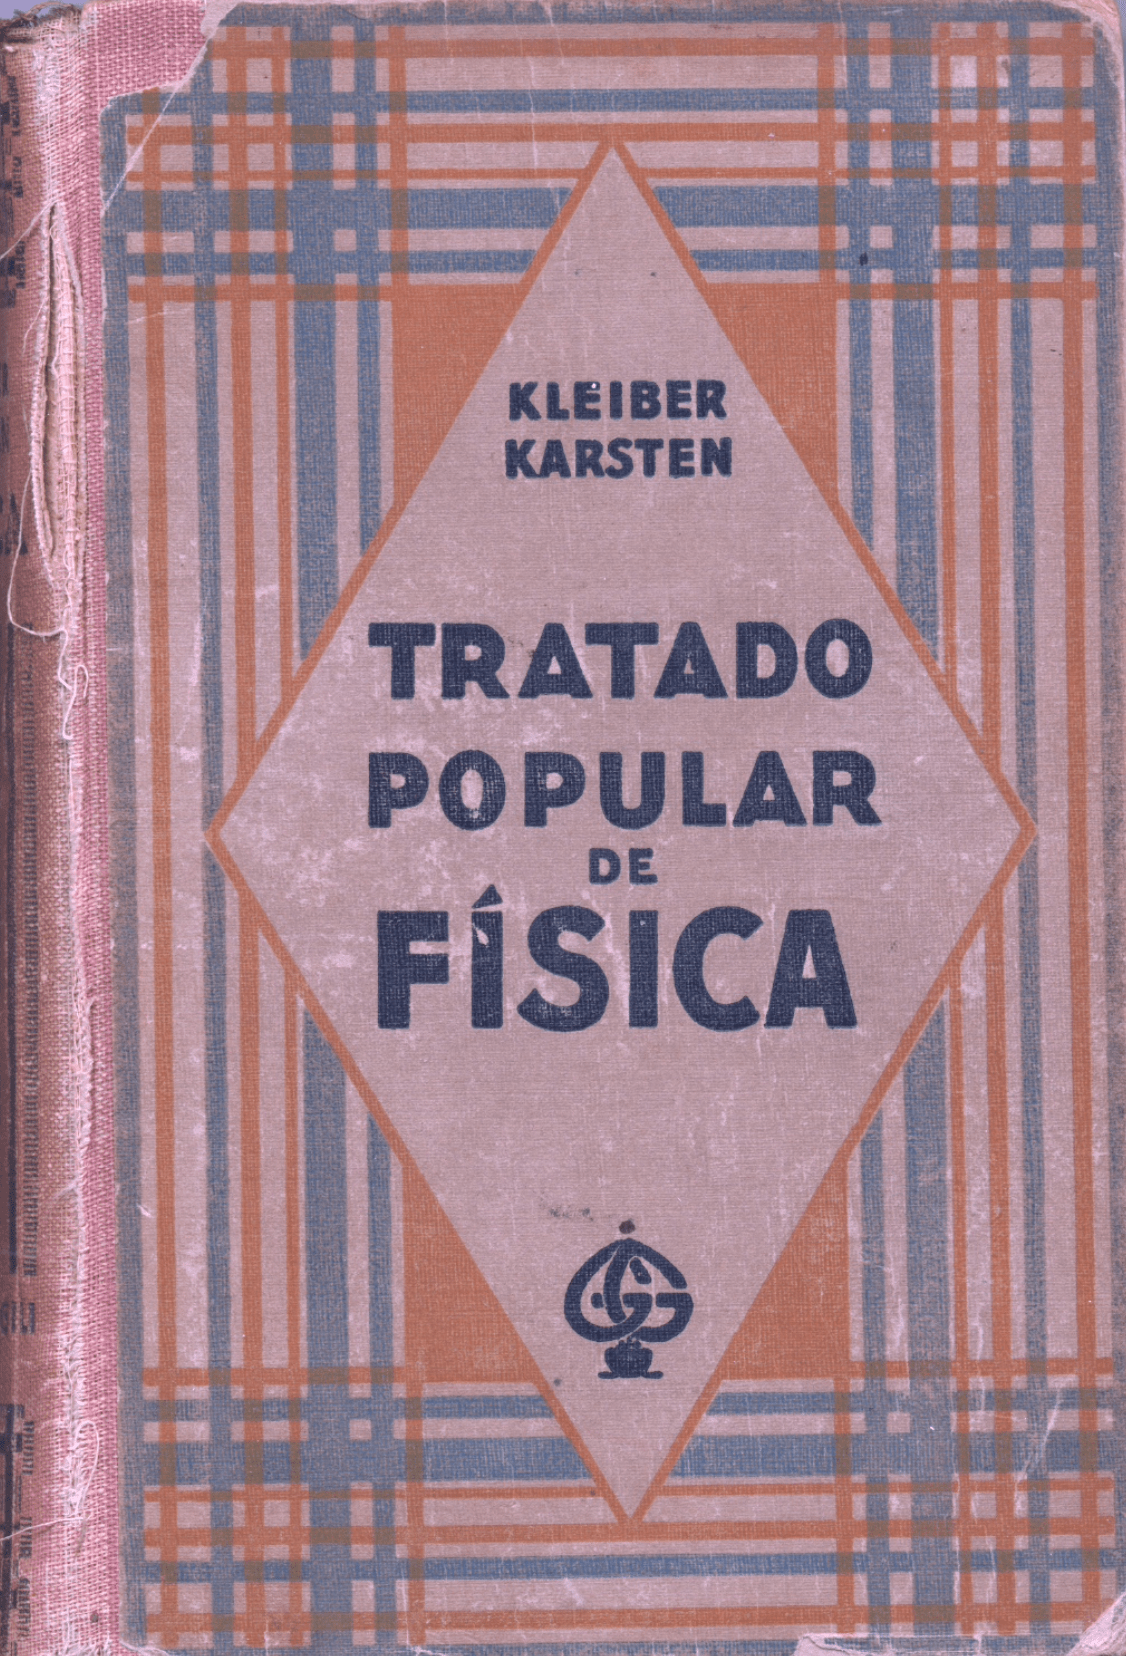 KLEIBER
KARSTEN
TRATADO
POPULAR
DE
FÍSICA